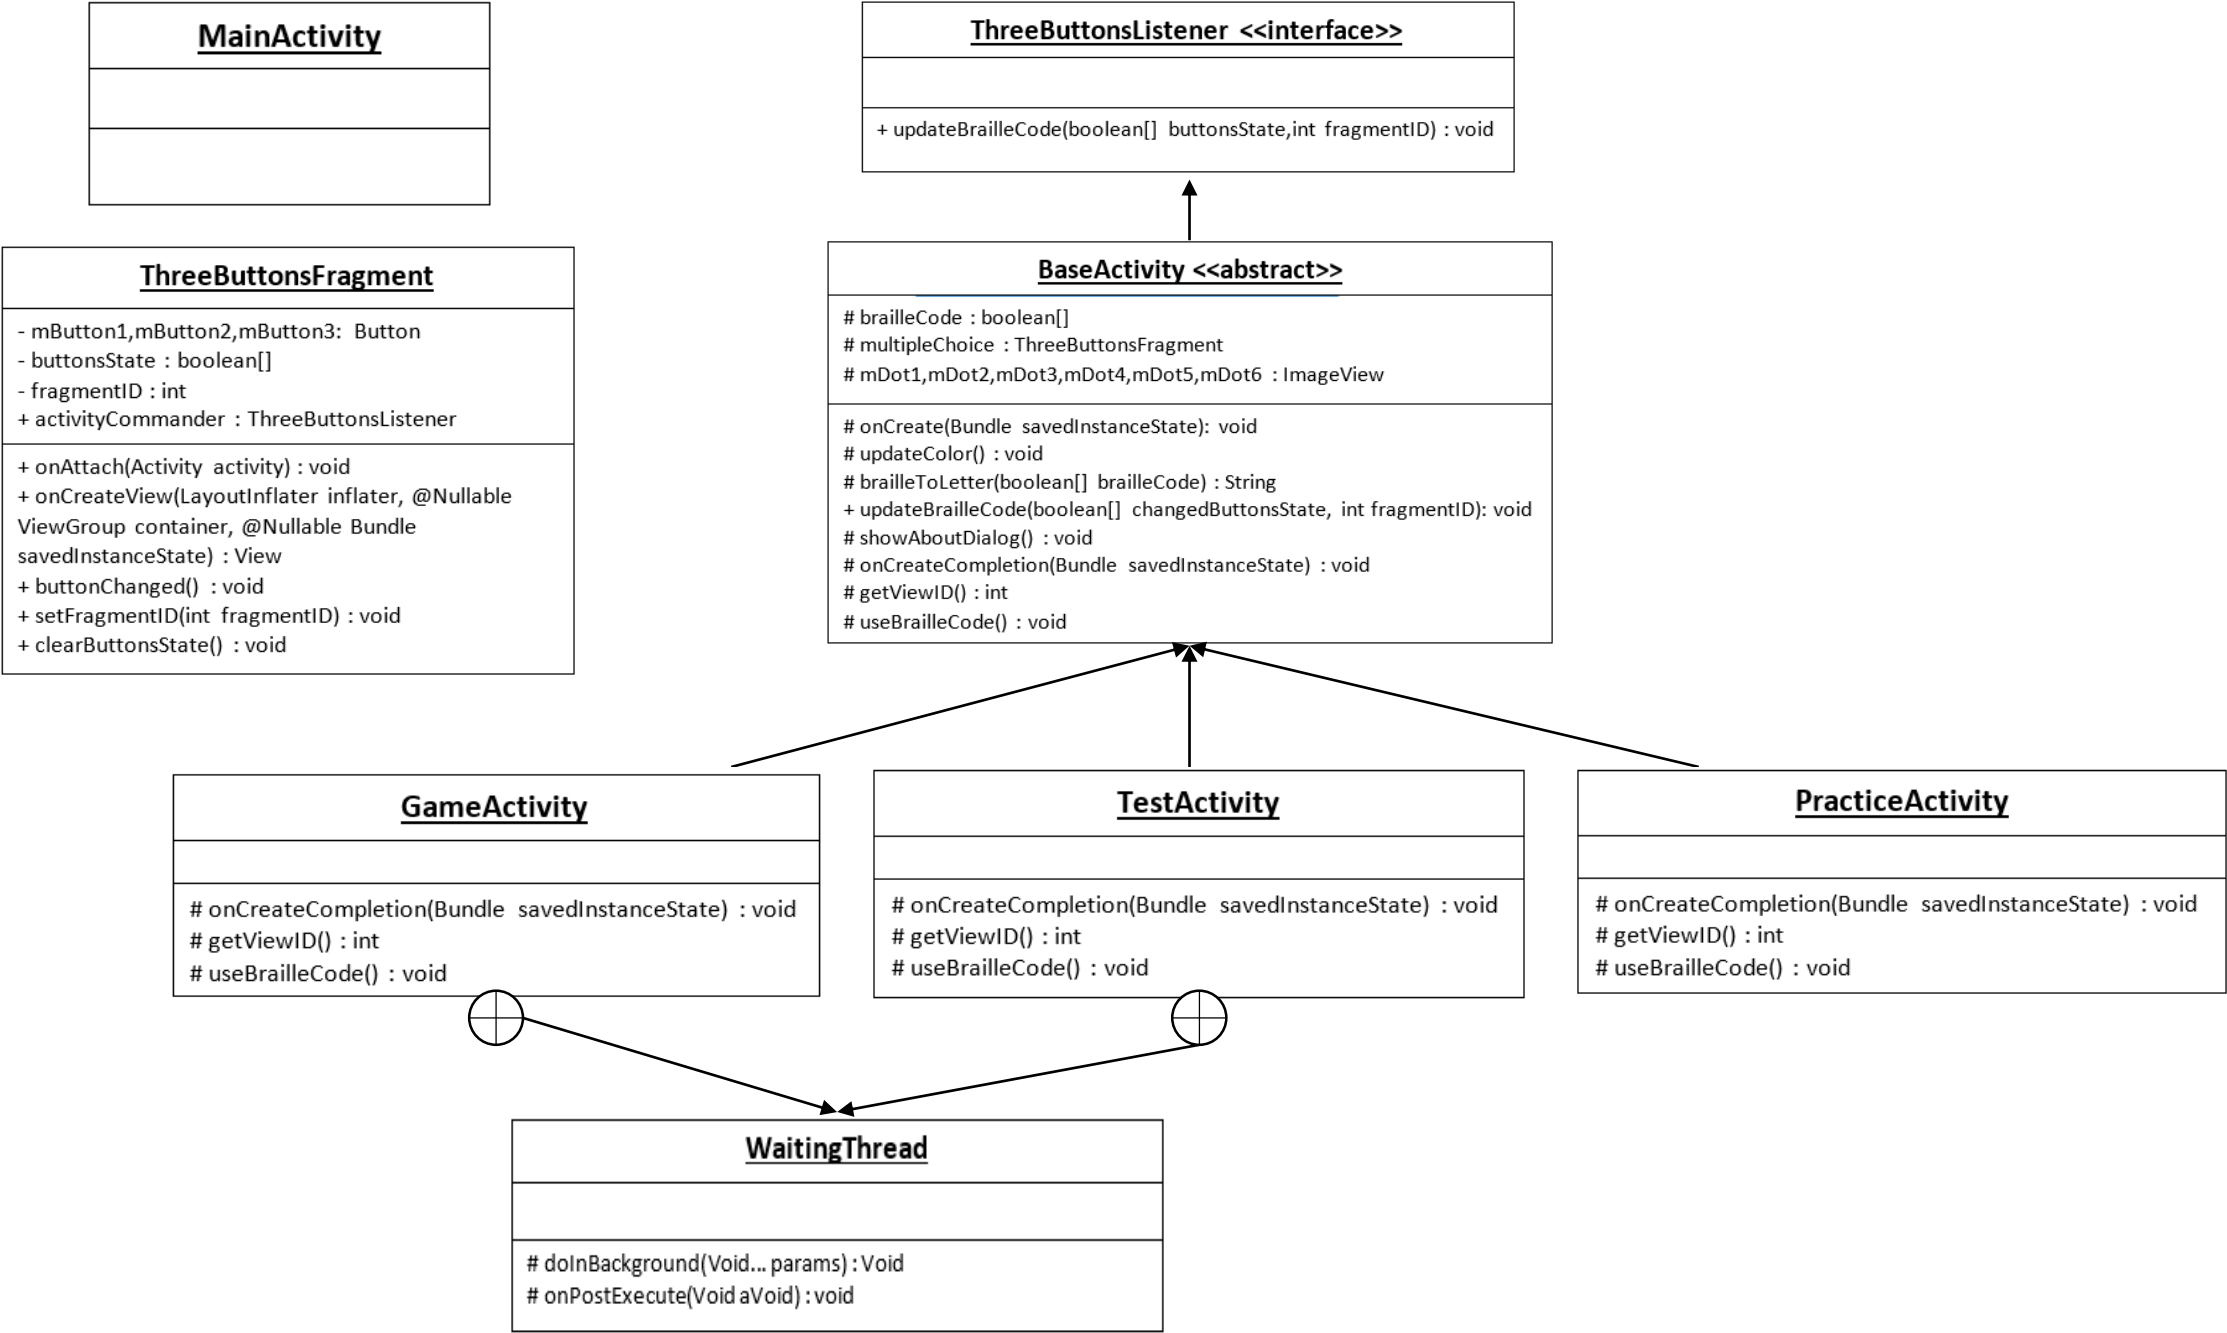 MainActivity
ThreeButtonsListener <<interface>>
+ updateBrailleCode(boolean[] buttonsState,int fragmentID) : void
ThreeButtonsFragment
- mButton1,mButton2,mButton3: Button
- buttonsState : boolean[]
- fragmentID : int
+ activityCommander : ThreeButtonsListener
+ onAttach(Activity activity) : void
+ onCreateView(LayoutInflater inflater, @Nullable
ViewGroup container, @Nullable Bundle
savedInstanceState) : View
+ buttonChanged() : void
+ setFragmentID(int fragmentID) : void
+ clearButtonsState() : void
BaseActivity <<abstract>>
# brailleCode : boolean[]
# multipleChoice : ThreeButtonsFragment
# mDot1,mDot2,mDot3,mDot4,mDot5,mDot6 : ImageView
# onCreate(Bundle savedInstanceState): void
# updateColor() : void
# brailleToLetter(boolean[] brailleCode) : String
+ updateBrailleCode(boolean[] changedButtonsState, int fragmentID): void
# showAboutDialog() : void
# onCreateCompletion(Bundle savedInstanceState) : void
# getViewID() : int
# useBrailleCode() : void
GameActivity
# onCreateCompletion(Bundle savedInstanceState) : void
# getViewID() : int
# useBrailleCode() : void
TestActivity
# onCreateCompletion(Bundle savedInstanceState) : void
# getViewID() : int
# useBrailleCode() : void
PracticeActivity
# onCreateCompletion(Bundle savedInstanceState) : void
# getViewID() : int
# useBrailleCode() : void
WaitingThread
# doInBackground(Void... params) : Void
# onPostExecute(Void aVoid) : void